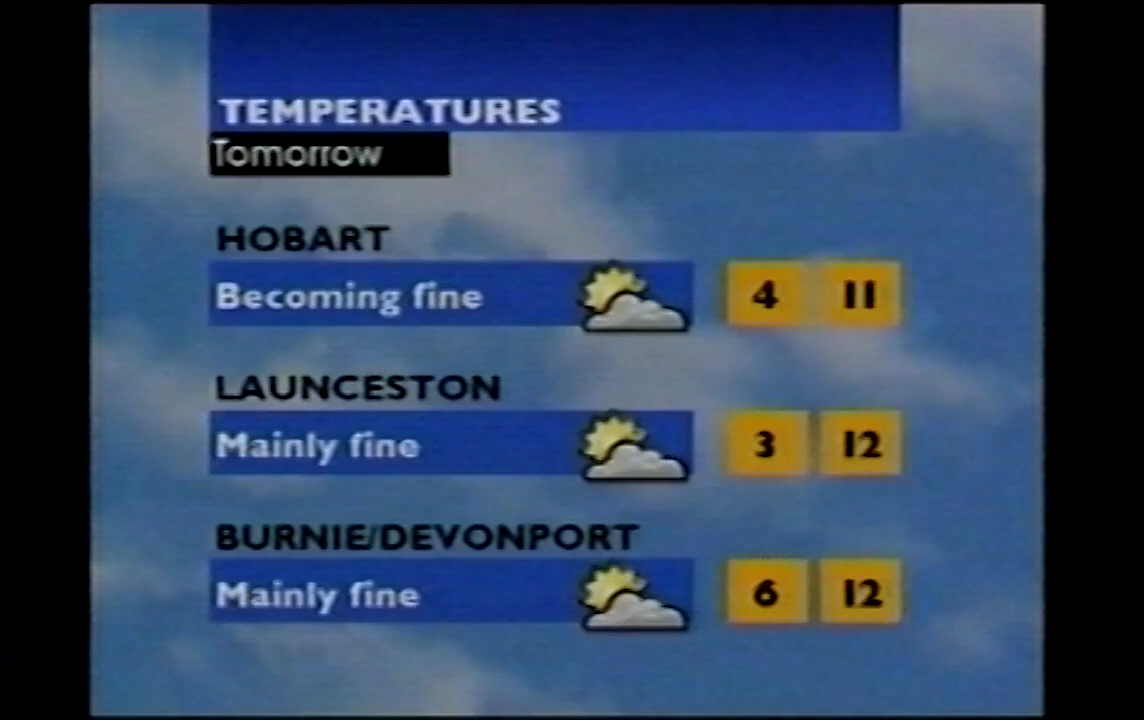 TEMPERATURES
Tomorrow
HOBART
Becoming fine 4 11
LAUNCESTON
Mainly fine 3 12
BURNIE/DEVONPORT
Mainly fine 6 12